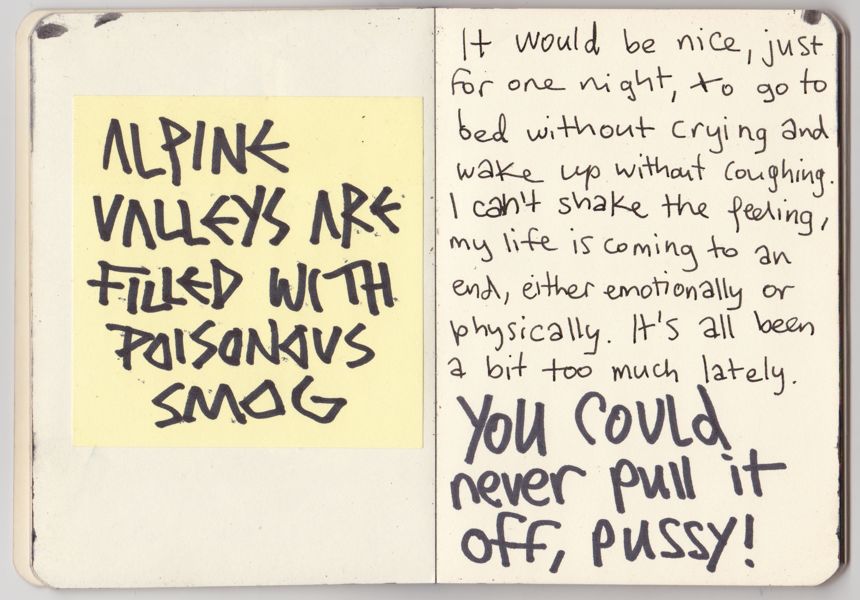 ALPINE
VALLEYS ARE
FILLED WITH
POISONOUS
SMOG
It would be nice, just
for one night, to go to
bed without crying and
wake up without coughing.
I can't shake the feeling,
my life is coming to an
end, either emotionally or
physically. It's all been
a bit too much lately.
You could
never pull it
off, pussy!